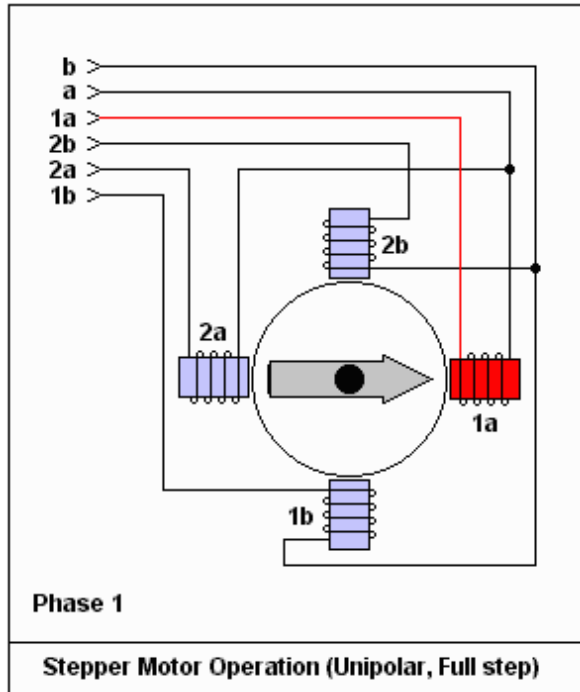 b
a
1a
2b
2a
1b
2b
2a
1a
1b
Phase 1
Stepper Motor Operation (Unipolar, Full step)